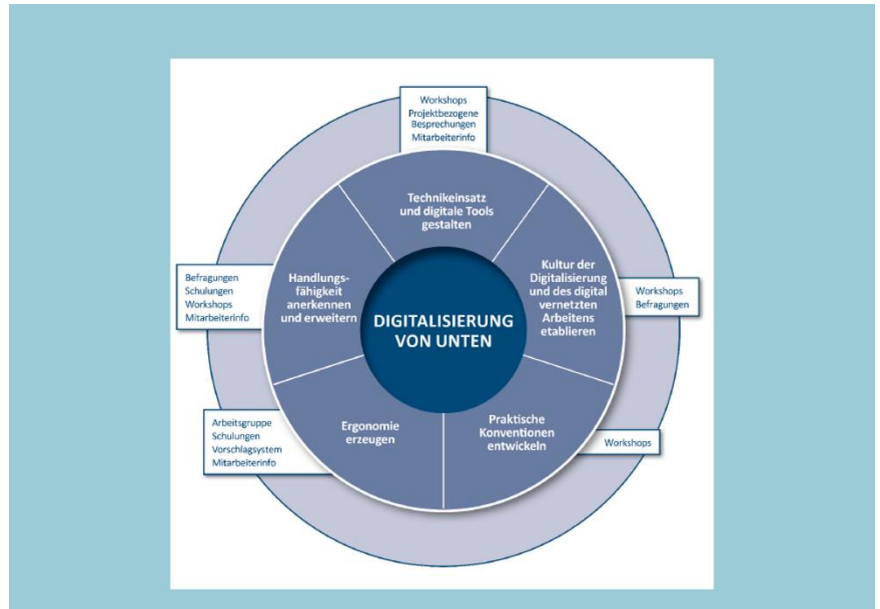 Workshops
Projektbezogene
Besprechungen
Mitarbeiterinfo
Technikeinsatz
und digitale Tools
gestalten
Kultur der
Digitalisierung
und des digital
vernetzten
Arbeitens
etablieren
Workshops
Befragungen
Praktische
Konventionen
entwickeln
Workshops
Ergonomie
erzeugen
Arbeitsgruppe
Schulungen
Vorschlagsystem
Mitarbeiterinfo
Handlungs-
fähigkeit
anerkennen
und erweitern
Befragungen
Schulungen
Workshops
Mitarbeiterinfo
DIGITALISIERUNG
VON UNTEN